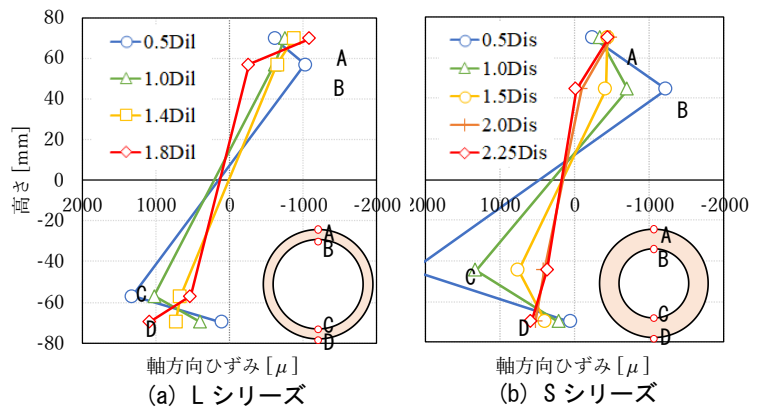 80
60
40
20
0
-20
-40
-60
-80
高さ[mm]
0.5Dil
1.0Dil
1.4Dil
1.8Dil
A
B
C
D
A
B
C
D
2000 1000 0 -1000 -2000
軸方向ひずみ[μ]
(a) L シリーズ
0.5Dis
1.0Dis
1.5Dis
2.0Dis
2.25Dis
A
B
C
D
A
B
C
D
2000 1000 0 -1000 -2000
軸方向ひずみ[μ]
(b) S シリーズ